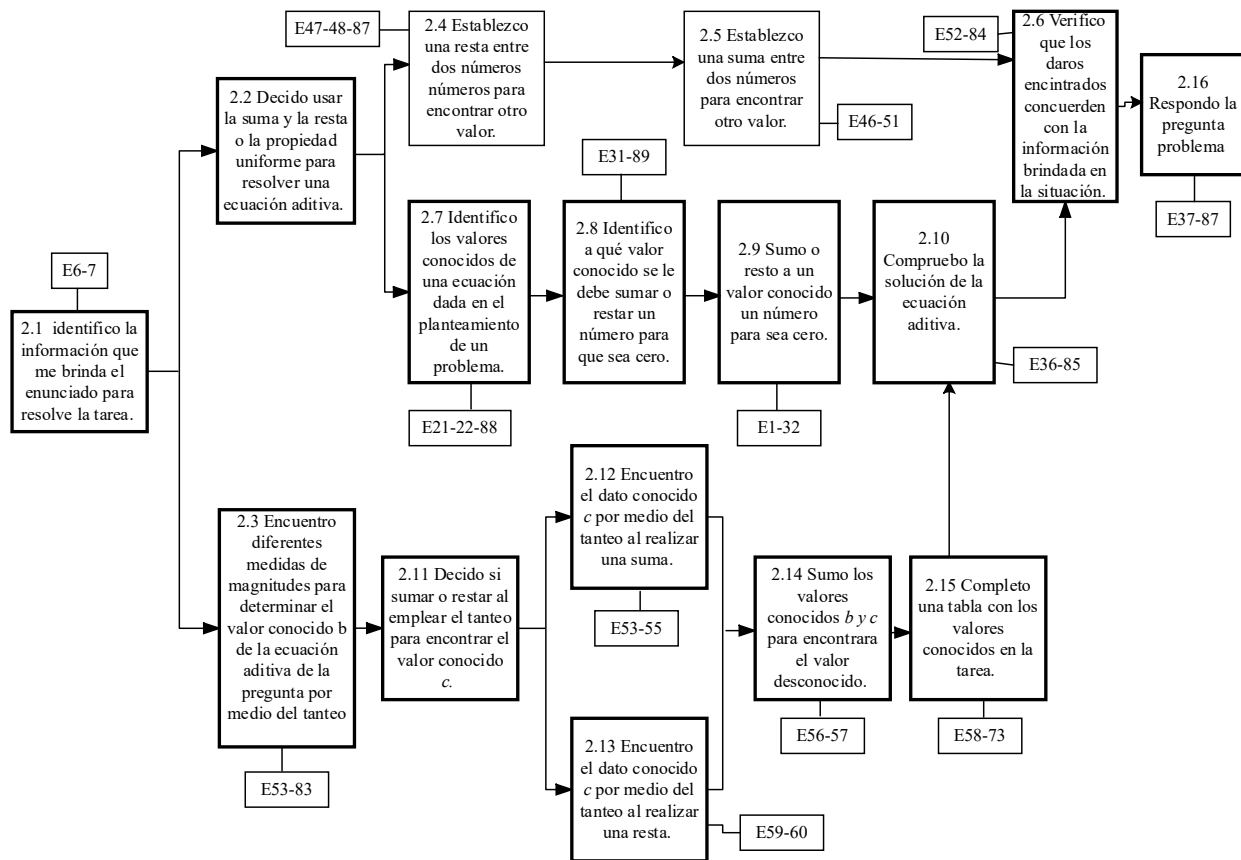 E47-48-87
2.4 Establezco
una resta entre
dos números
números para
encontrar otro
valor.
2.5 Establezco
una suma entre
dos números
para encontrar
otro valor.
E46-51
E52-84
2.6 Verifico
que los
daros
encintrados
concuerden
con la
información
brindada en
la situación.
2.16
Respondo la
pregunta
problema
E37-87
2.2 Decido usar
la suma y la resta
o la propiedad
uniforme para
resolver una
ecuación aditiva.
E6-7
2.1 identifico la
información que
me brinda el
enunciado para
resolve la tarea.
2.7 Identifico
los valores
conocidos de
una ecuación
dada en el
planteamiento
de un
problema.
E21-22-88
E31-89
2.8 Identifico
a qué valor
conocido se le
debe sumar o
restar un
número para
que sea cero.
2.9 Sumo o
resto a un
valor conocido
un número
para sea cero.
E1-32
2.10
Compruebo la
solución de la
ecuación
aditiva.
E36-85
2.3 Encuentro
diferentes
medidas de
magnitudes para
determinar el
valor conocido b
de la ecuación
aditiva de la
pregunta por
medio del tanteo
E53-83
2.11 Decido si
sumar o restar al
emplear el tanteo
para encontrar el
valor conocido
c.
2.12 Encuentro
el dato conocido
c por medio del
tanteo al realizar
una suma.
E53-55
2.13 Encuentro
el dato conocido
c por medio del
tanteo al realizar
una resta.
E59-60
2.14 Sumo los
valores
conocidos b y c
para encontrara
el valor
desconocido.
E56-57
2.15 Completo
una tabla con los
valores
conocidos en la
tarea.
E58-73